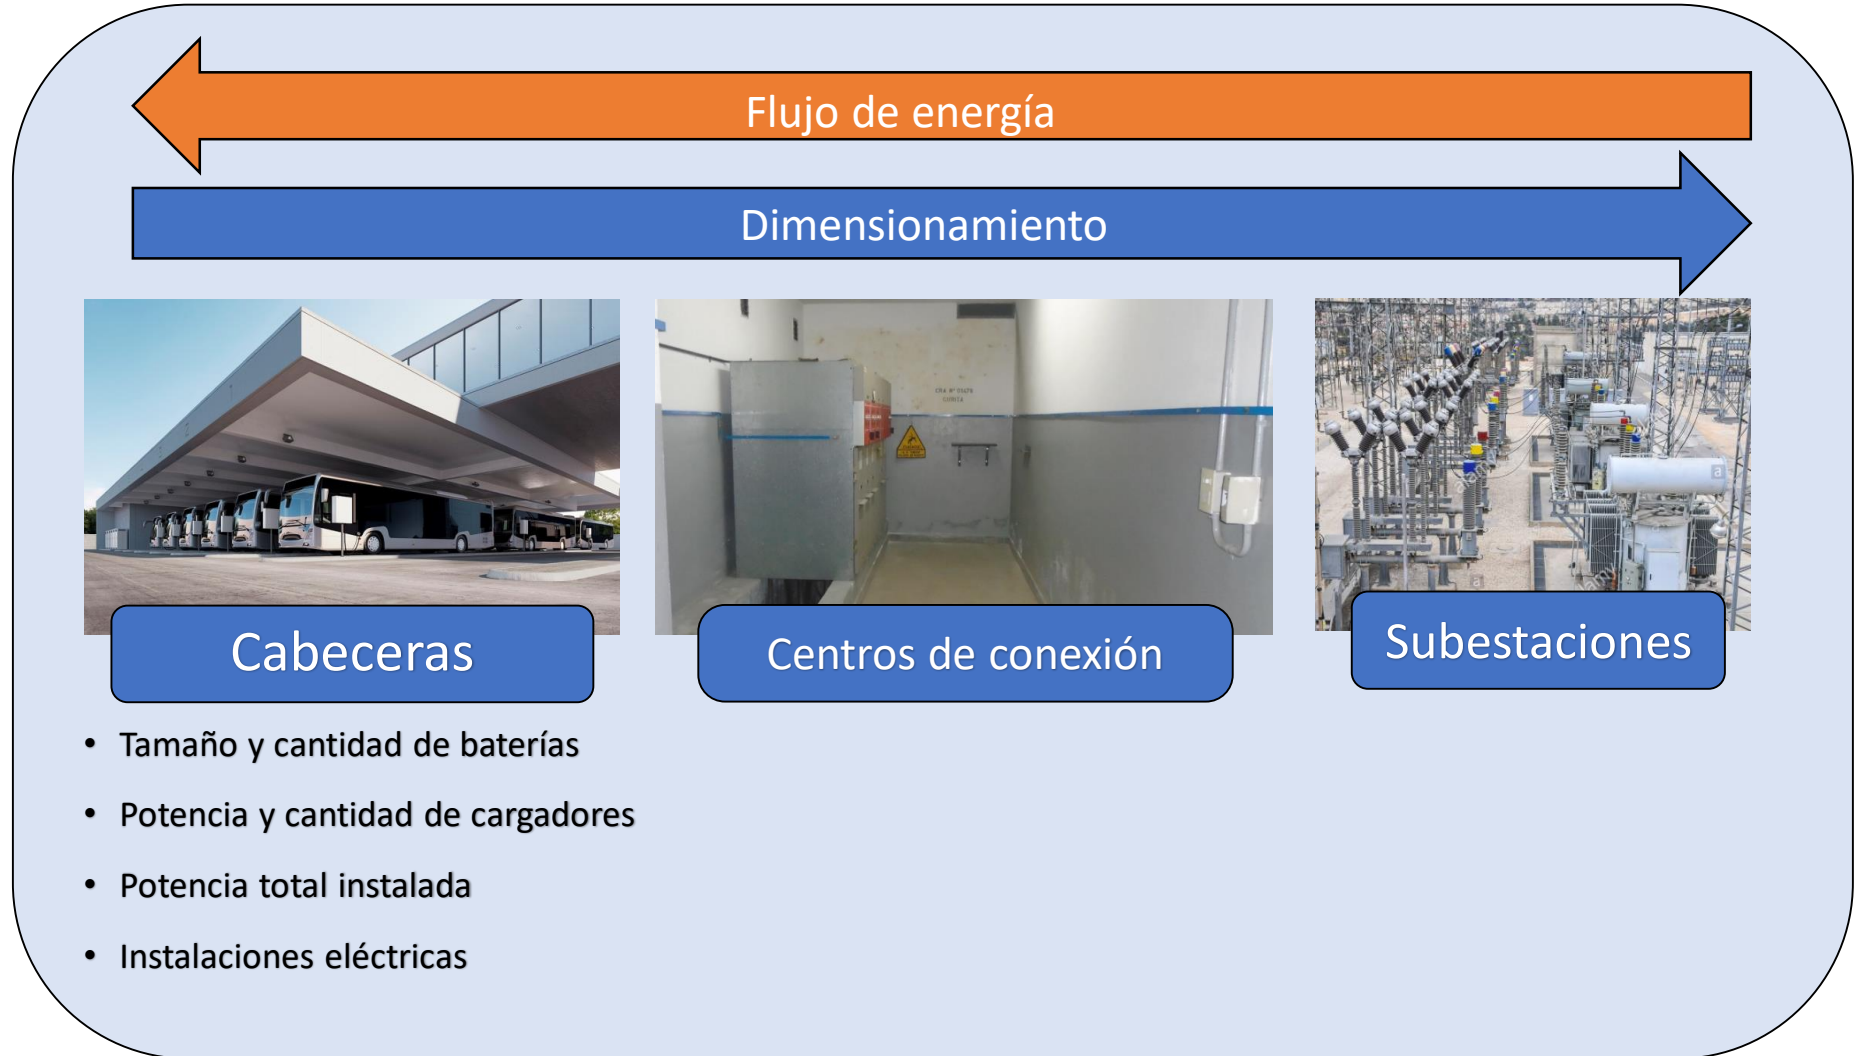 Flujo de energía
Dimensionamiento
Cabeceras
Centros de conexión
Subestaciones
• Tamaño y cantidad de baterías
• Potencia y cantidad de cargadores
• Potencia total instalada
• Instalaciones eléctricas